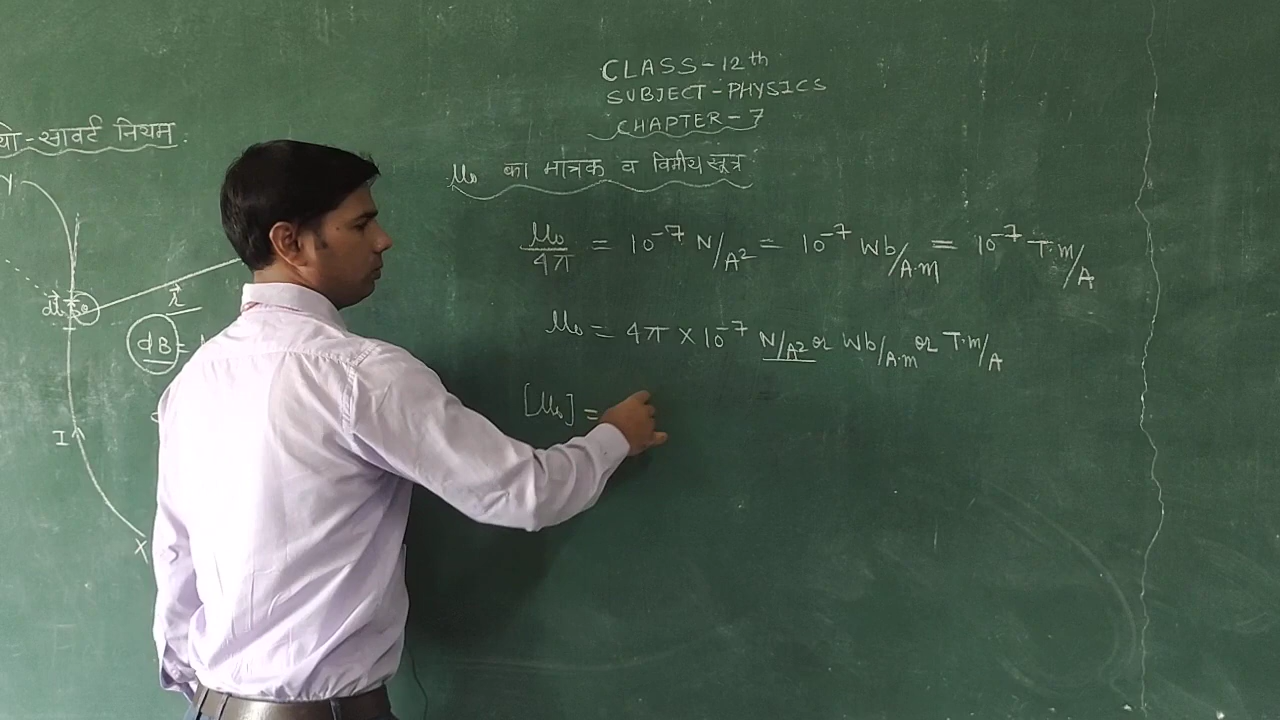 CLASS-12th
SUBJECT-PHYSICS
CHAPTER-7
सावर्ट नियम
μ₀ का मात्रक व विमीय सूत्र
μ₀/4π = 10⁻⁷ N/A² = 10⁻⁷ Wb/A.m = 10⁻⁷ T.m/A
μ₀ = 4π × 10⁻⁷ N/A² or Wb/A.m or T.m/A
[μ₀] =
Y
r
dB =
I
X